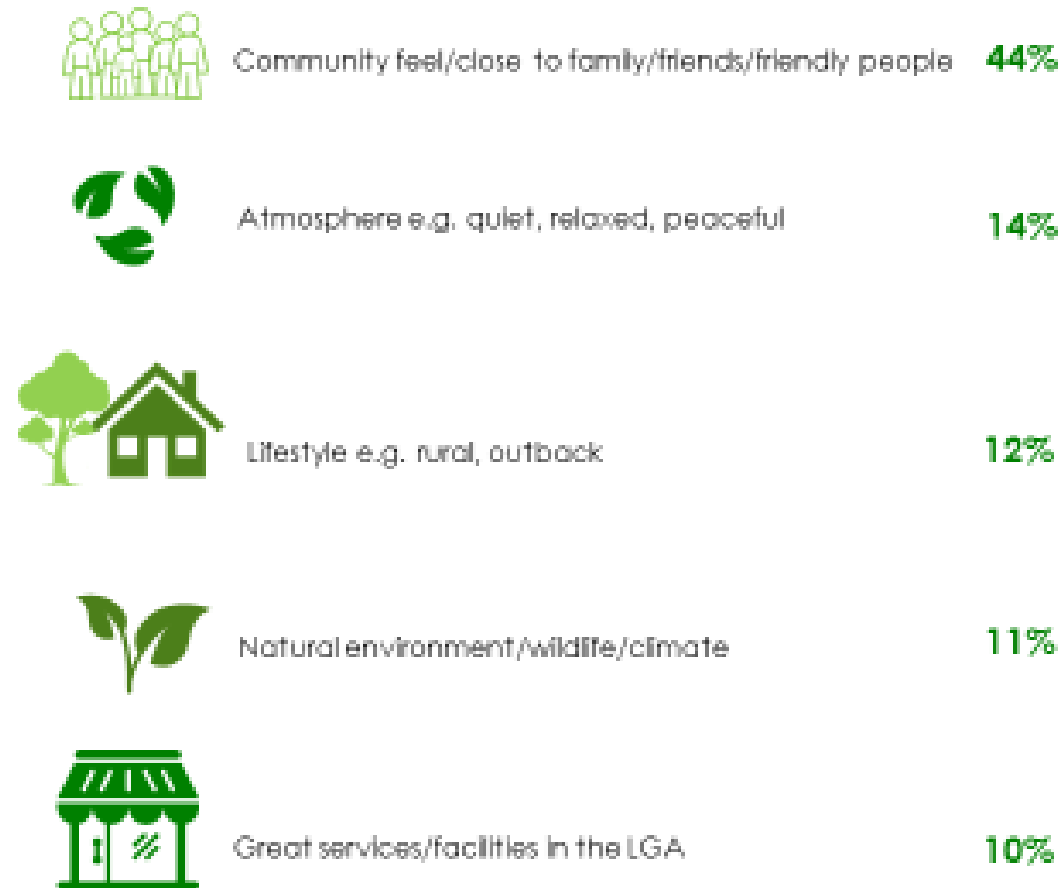 Community feel/close to family/friends/friendly people 44%
Atmosphere e.g. quiet, relaxed, peaceful 14%
Lifestyle e.g. rural, outback 12%
Natural environment/wildlife/climate 11%
Great services/facilities in the LGA 10%